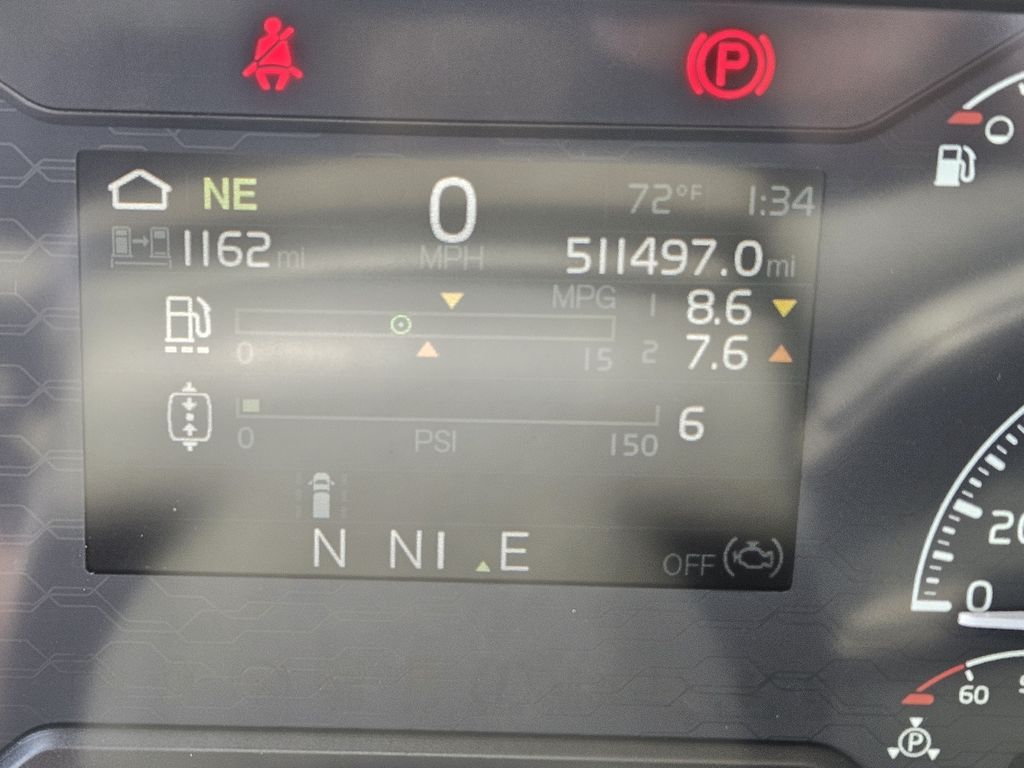 P
NE 0 72°F 1:34
1162 mi MPH 511497.0 mi
MPG 1 8.6
0 15 2 7.6
6
0 PSI 150
N NI E OFF
20
0
60
P